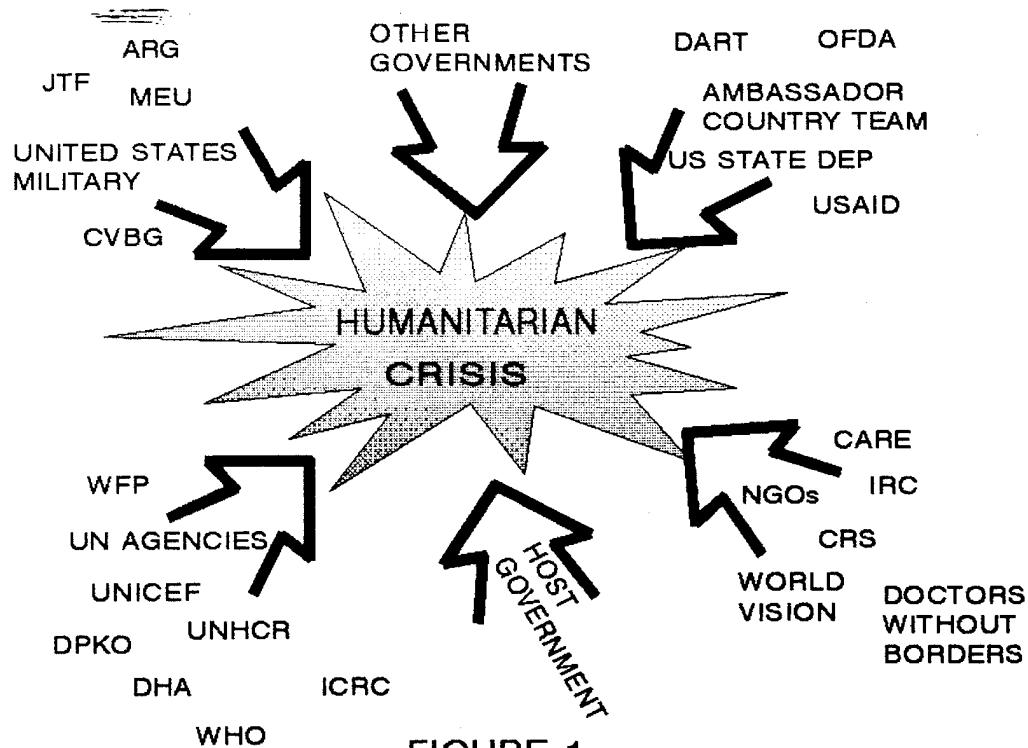 ARG
JTF
MEU
UNITED STATES
MILITARY
CVBG
OTHER
GOVERNMENTS
DART
OFDA
AMBASSADOR
COUNTRY TEAM
US STATE DEP
USAID
HUMANITARIAN
CRISIS
WFP
UN AGENCIES
UNICEF
UNHCR
DPKO
DHA
ICRC
WHO
HOST
GOVERNMENT
CARE
NGOs
IRC
CRS
WORLD
VISION
DOCTORS
WITHOUT
BORDERS
FIGURE 1